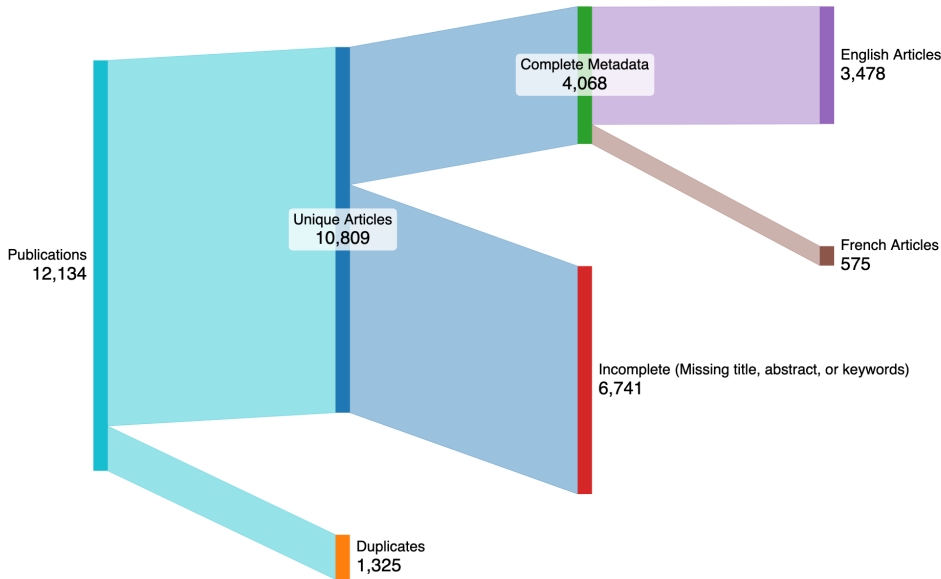 Publications
12,134
Unique Articles
10,809
Duplicates
1,325
Complete Metadata
4,068
Incomplete (Missing title, abstract, or keywords)
6,741
English Articles
3,478
French Articles
575